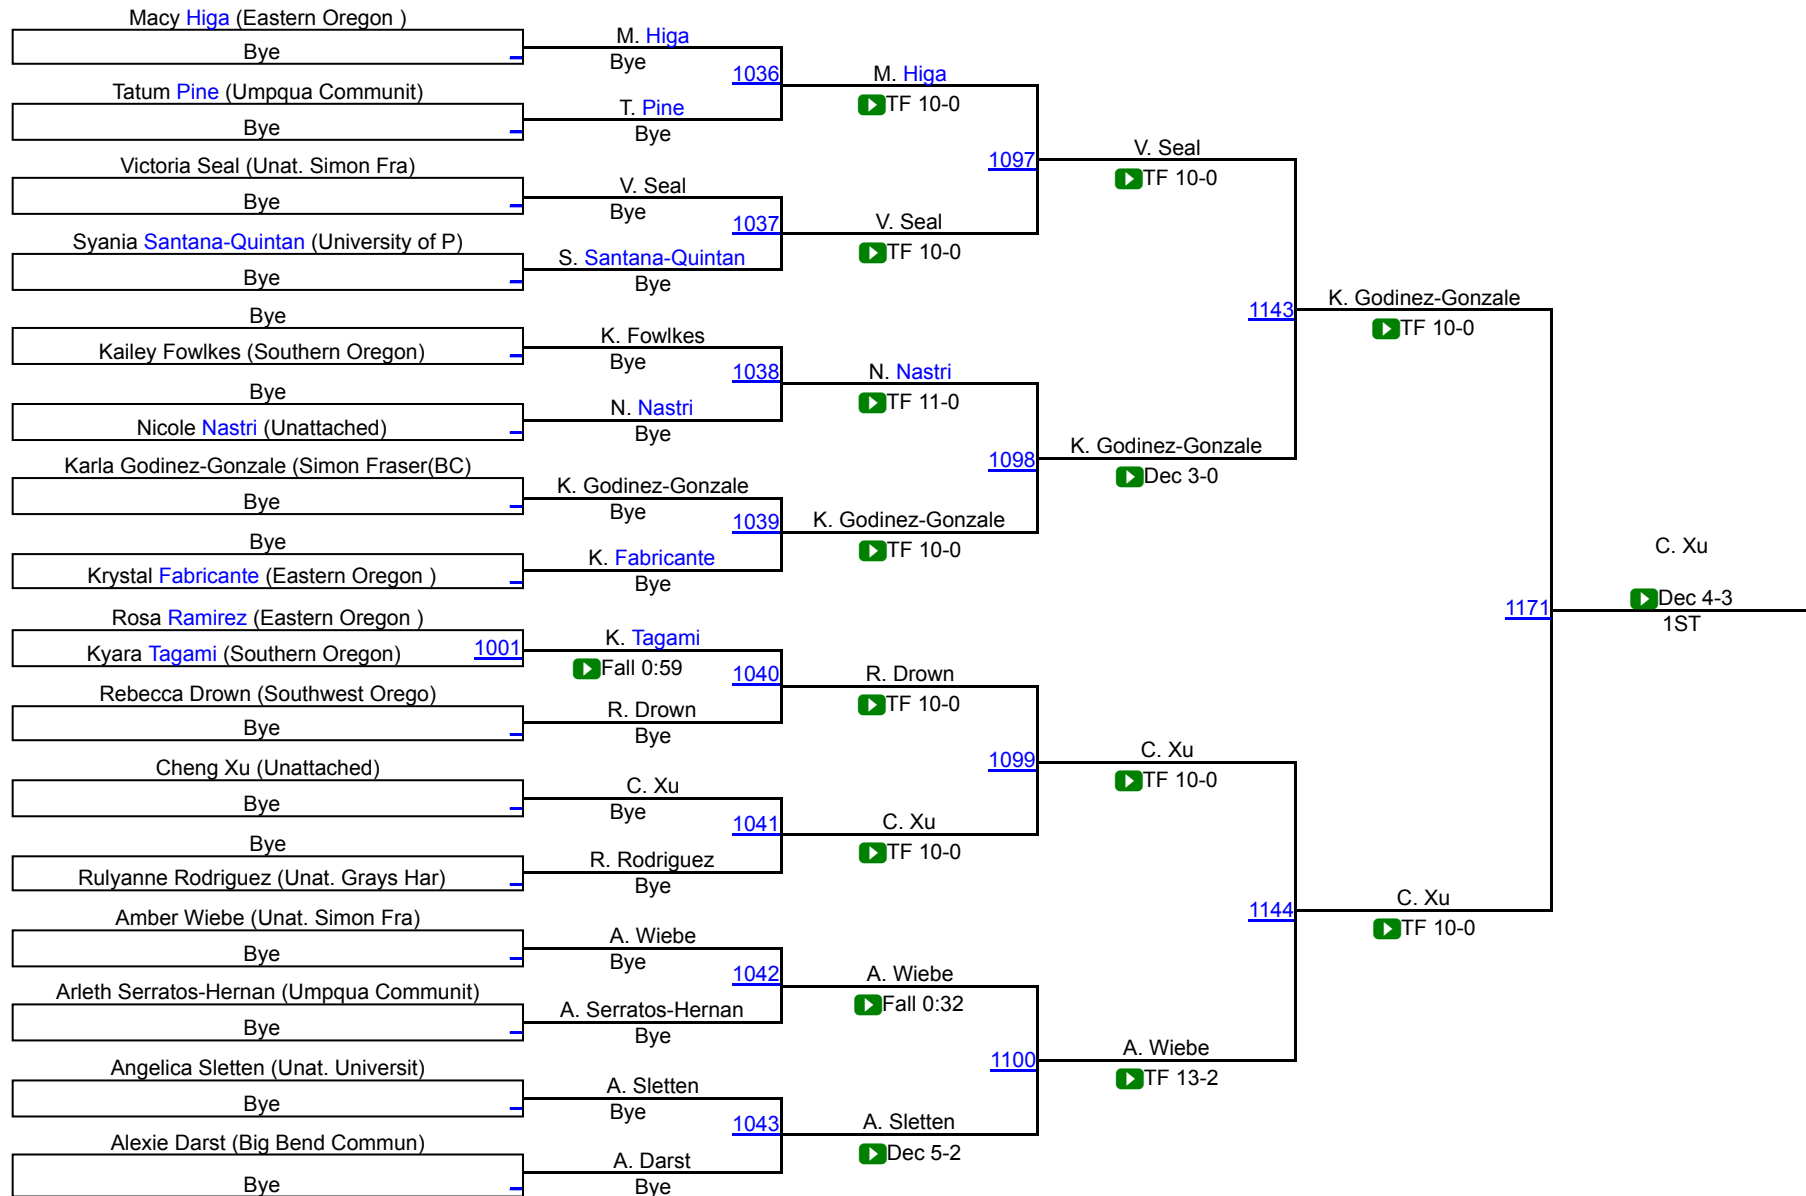 Macy Higa (Eastern Oregon )
Bye
Tatum Pine (Umpqua Communit)
Bye
Victoria Seal (Unat. Simon Fra)
Bye
Syania Santana-Quintan (University of P)
Bye
Bye
Kailey Fowlkes (Southern Oregon)
Bye
Nicole Nastri (Unattached)
Karla Godinez-Gonzale (Simon Fraser(BC)
Bye
Bye
Krystal Fabricante (Eastern Oregon )
Rosa Ramirez (Eastern Oregon )
Kyara Tagami (Southern Oregon)
1001
Rebecca Drown (Southwest Orego)
Bye
Cheng Xu (Unattached)
Bye
Bye
Rulyanne Rodriguez (Unat. Grays Har)
Amber Wiebe (Unat. Simon Fra)
Bye
Arleth Serratos-Hernan (Umpqua Communit)
Bye
Angelica Sletten (Unat. Universit)
Bye
Alexie Darst (Big Bend Commun)
Bye
M. Higa
Bye
1036
T. Pine
Bye
V. Seal
Bye
1037
S. Santana-Quintan
Bye
K. Fowlkes
Bye
1038
N. Nastri
Bye
K. Godinez-Gonzale
Bye
1039
K. Fabricante
Bye
K. Tagami
Fall 0:59
1040
R. Drown
Bye
C. Xu
Bye
1041
R. Rodriguez
Bye
A. Wiebe
Bye
1042
A. Serratos-Hernan
Bye
A. Sletten
Bye
1043
A. Darst
Bye
M. Higa
TF 10-0
1097
V. Seal
TF 10-0
N. Nastri
TF 11-0
1098
K. Godinez-Gonzale
TF 10-0
R. Drown
TF 10-0
1099
C. Xu
TF 10-0
A. Wiebe
Fall 0:32
1100
A. Sletten
Dec 5-2
V. Seal
TF 10-0
1143
K. Godinez-Gonzale
Dec 3-0
C. Xu
TF 10-0
1144
A. Wiebe
TF 13-2
K. Godinez-Gonzale
TF 10-0
1171
C. Xu
TF 10-0
C. Xu
Dec 4-3
1ST